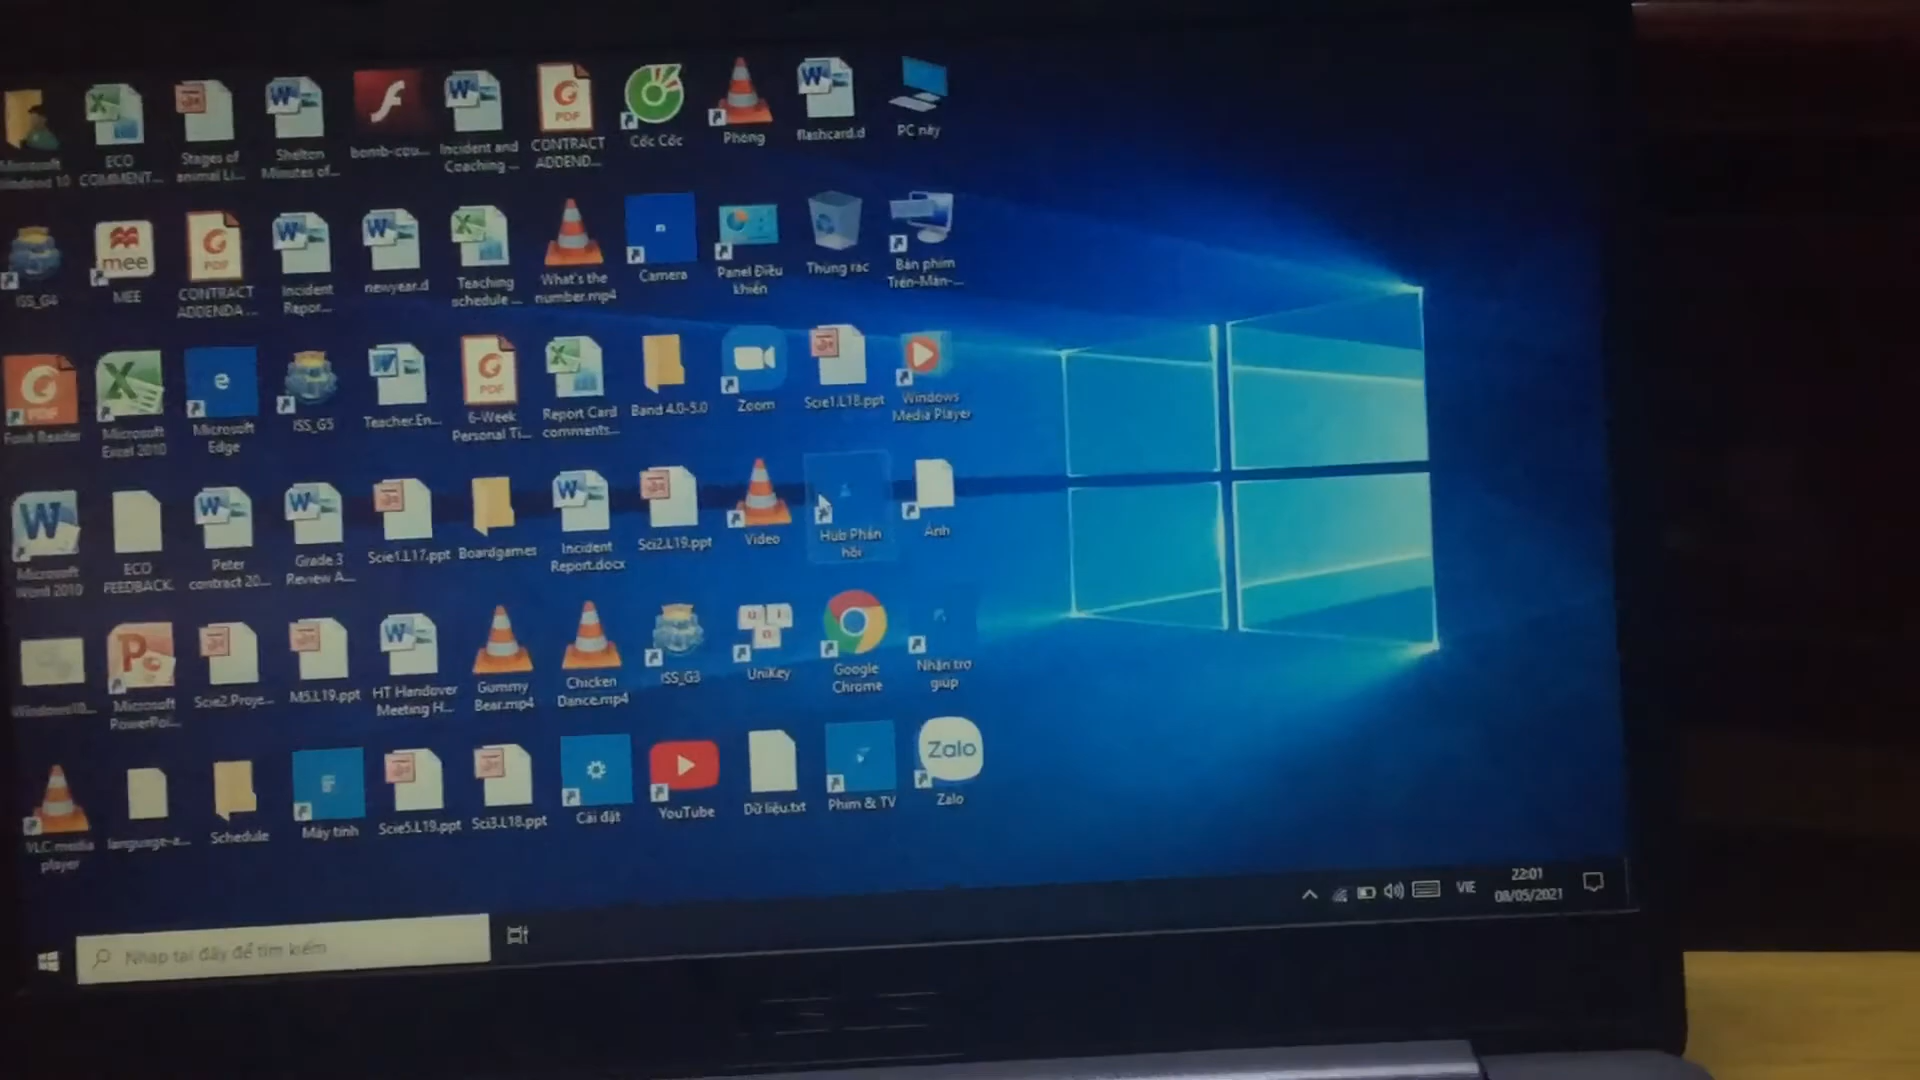 Microsoft
ECO
COMMENT...
Stages of
animal Li...
Shelton
Minutes of...
bomb-cou...
Incident and
Coaching ...
PDF
CONTRACT
ADDEND...
Cốc Cốc
Phòng
flashcard.d
PC này
ISS_G4
mee
MEE
PDF
CONTRACT
ADDENDA ...
Incident
Repor...
newyear.d
Teaching
schedule ...
What's the
number.mp4
Camera
Panel Điều
khiển
Thùng rác
Bàn phím
Trên-Màn-...
PDF
Foxit Reader
Microsoft
Excel 2010
Microsoft
Edge
ISS_G5
Teacher.En...
PDF
6-Week
Personal Ti...
Report Card
comments...
Band 4.0-5.0
Zoom
Scie1.L18.ppt
Windows
Media Player
Microsoft
Word 2010
ECO
FEEDBACK.
Peter
contract 20...
Grade 3
Review A...
Scie1.L17.ppt
Boardgames
Incident
Report.docx
Sci2.L19.ppt
Video
Hub Phản
hồi
Ảnh
Windows10...
Microsoft
PowerPoi...
Scie2.Proje...
M5.L19.ppt
HT Handover
Meeting H...
Gummy
Bear.mp4
Chicken
Dance.mp4
ISS_G3
UniKey
Google
Chrome
Nhận trợ
giúp
VLC media
player
language-a...
Schedule
Máy tính
Scie5.L19.ppt
Sci3.L18.ppt
Cài đặt
YouTube
Dữ liệu.txt
Phim & TV
Zalo
Zalo
Nhập tại đây để tìm kiếm
VIE
22:01
08/05/2021